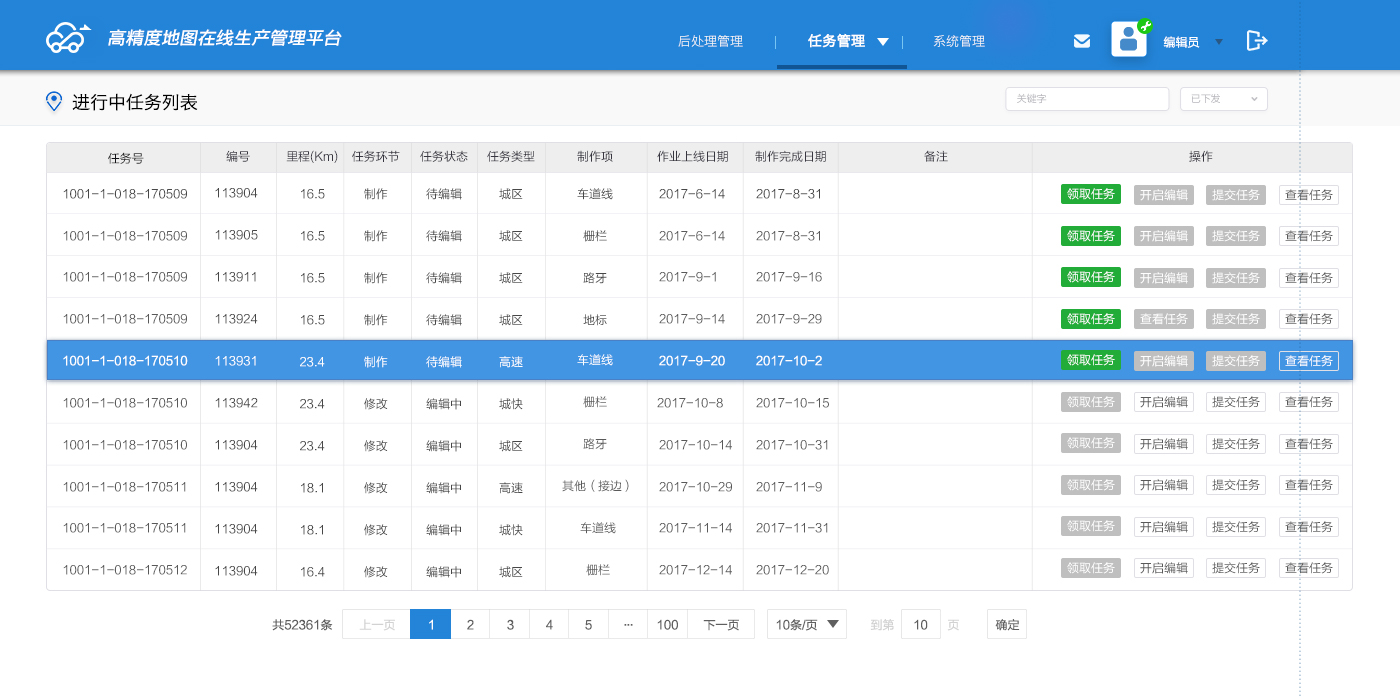 高精度地图在线生产管理平台 后处理管理 任务管理 系统管理 编辑员
进行中任务列表 关键字 已下发
任务号 编号 里程(Km) 任务环节 任务状态 任务类型 制作项 作业上线日期 制作完成日期 备注 操作
1001-1-018-170509 113904 16.5 制作 待编辑 城区 车道线 2017-6-14 2017-8-31 领取任务 开启编辑 提交任务 查看任务
1001-1-018-170509 113905 16.5 制作 待编辑 城区 栅栏 2017-6-14 2017-8-31 领取任务 开启编辑 提交任务 查看任务
1001-1-018-170509 113911 16.5 制作 待编辑 城区 路牙 2017-9-1 2017-9-16 领取任务 开启编辑 提交任务 查看任务
1001-1-018-170509 113924 16.5 制作 待编辑 城区 地标 2017-9-14 2017-9-29 领取任务 查看任务 提交任务 查看任务
1001-1-018-170510 113931 23.4 制作 待编辑 高速 车道线 2017-9-20 2017-10-2 领取任务 开启编辑 提交任务 查看任务
1001-1-018-170510 113942 23.4 修改 编辑中 城快 栅栏 2017-10-8 2017-10-15 领取任务 开启编辑 提交任务 查看任务
1001-1-018-170510 113904 23.4 修改 编辑中 城区 路牙 2017-10-14 2017-10-31 领取任务 开启编辑 提交任务 查看任务
1001-1-018-170511 113904 18.1 修改 编辑中 高速 其他（接边） 2017-10-29 2017-11-9 领取任务 开启编辑 提交任务 查看任务
1001-1-018-170511 113904 18.1 修改 编辑中 城快 车道线 2017-11-14 2017-11-31 领取任务 开启编辑 提交任务 查看任务
1001-1-018-170512 113904 16.4 修改 编辑中 城区 栅栏 2017-12-14 2017-12-20 领取任务 开启编辑 提交任务 查看任务
共52361条 上一页 1 2 3 4 5 ··· 100 下一页 10条/页 到第 10 页 确定